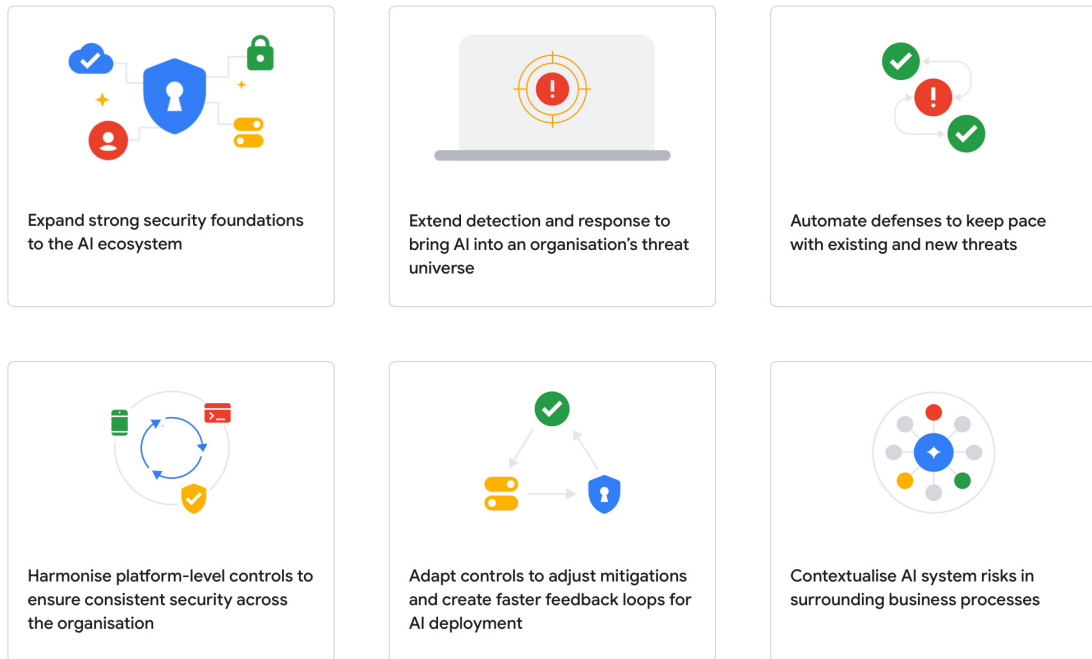 Expand strong security foundations
to the AI ecosystem
Extend detection and response to
bring AI into an organisation's threat
universe
Automate defenses to keep pace
with existing and new threats
Harmonise platform-level controls to
ensure consistent security across
the organisation
Adapt controls to adjust mitigations
and create faster feedback loops for
AI deployment
Contextualise AI system risks in
surrounding business processes